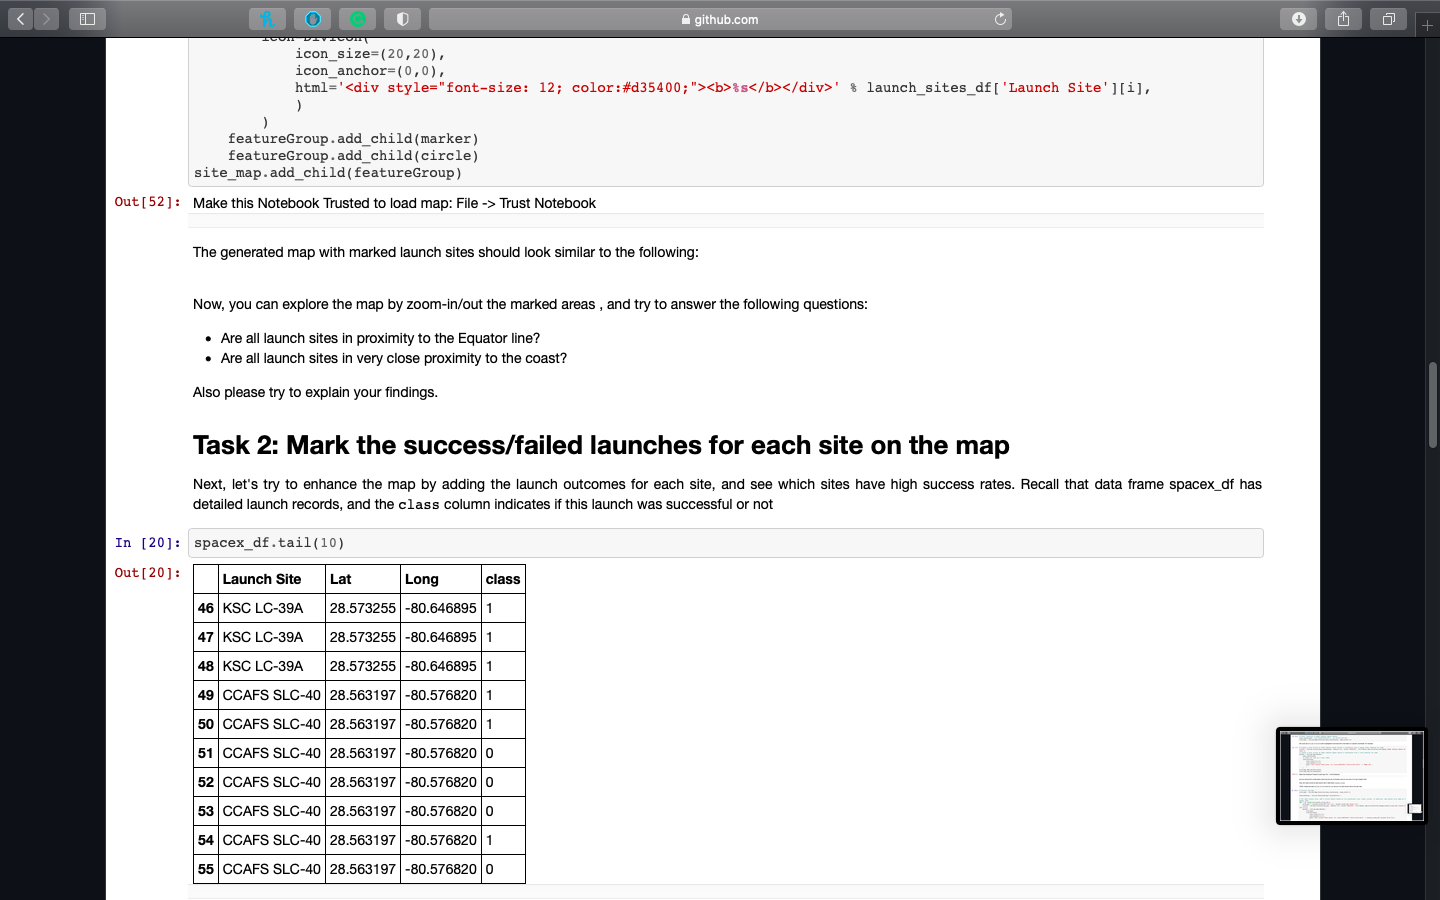 github.com
icon=DivIcon(
icon_size=(20,20),
icon_anchor=(0,0),
html='<div style="font-size: 12; color:#d35400;"><b>%s</b></div>' % launch_sites_df['Launch Site'][i],
)
)
featureGroup.add_child(marker)
featureGroup.add_child(circle)
site_map.add_child(featureGroup)
Out[52]: Make this Notebook Trusted to load map: File -> Trust Notebook
The generated map with marked launch sites should look similar to the following:
Now, you can explore the map by zoom-in/out the marked areas , and try to answer the following questions:
• Are all launch sites in proximity to the Equator line?
• Are all launch sites in very close proximity to the coast?
Also please try to explain your findings.
Task 2: Mark the success/failed launches for each site on the map
Next, let's try to enhance the map by adding the launch outcomes for each site, and see which sites have high success rates. Recall that data frame spacex_df has
detailed launch records, and the class column indicates if this launch was successful or not
In [20]: spacex_df.tail(10)
Out[20]:
Launch Site Lat Long class
46 KSC LC-39A 28.573255 -80.646895 1
47 KSC LC-39A 28.573255 -80.646895 1
48 KSC LC-39A 28.573255 -80.646895 1
49 CCAFS SLC-40 28.563197 -80.576820 1
50 CCAFS SLC-40 28.563197 -80.576820 1
51 CCAFS SLC-40 28.563197 -80.576820 0
52 CCAFS SLC-40 28.563197 -80.576820 0
53 CCAFS SLC-40 28.563197 -80.576820 0
54 CCAFS SLC-40 28.563197 -80.576820 1
55 CCAFS SLC-40 28.563197 -80.576820 0